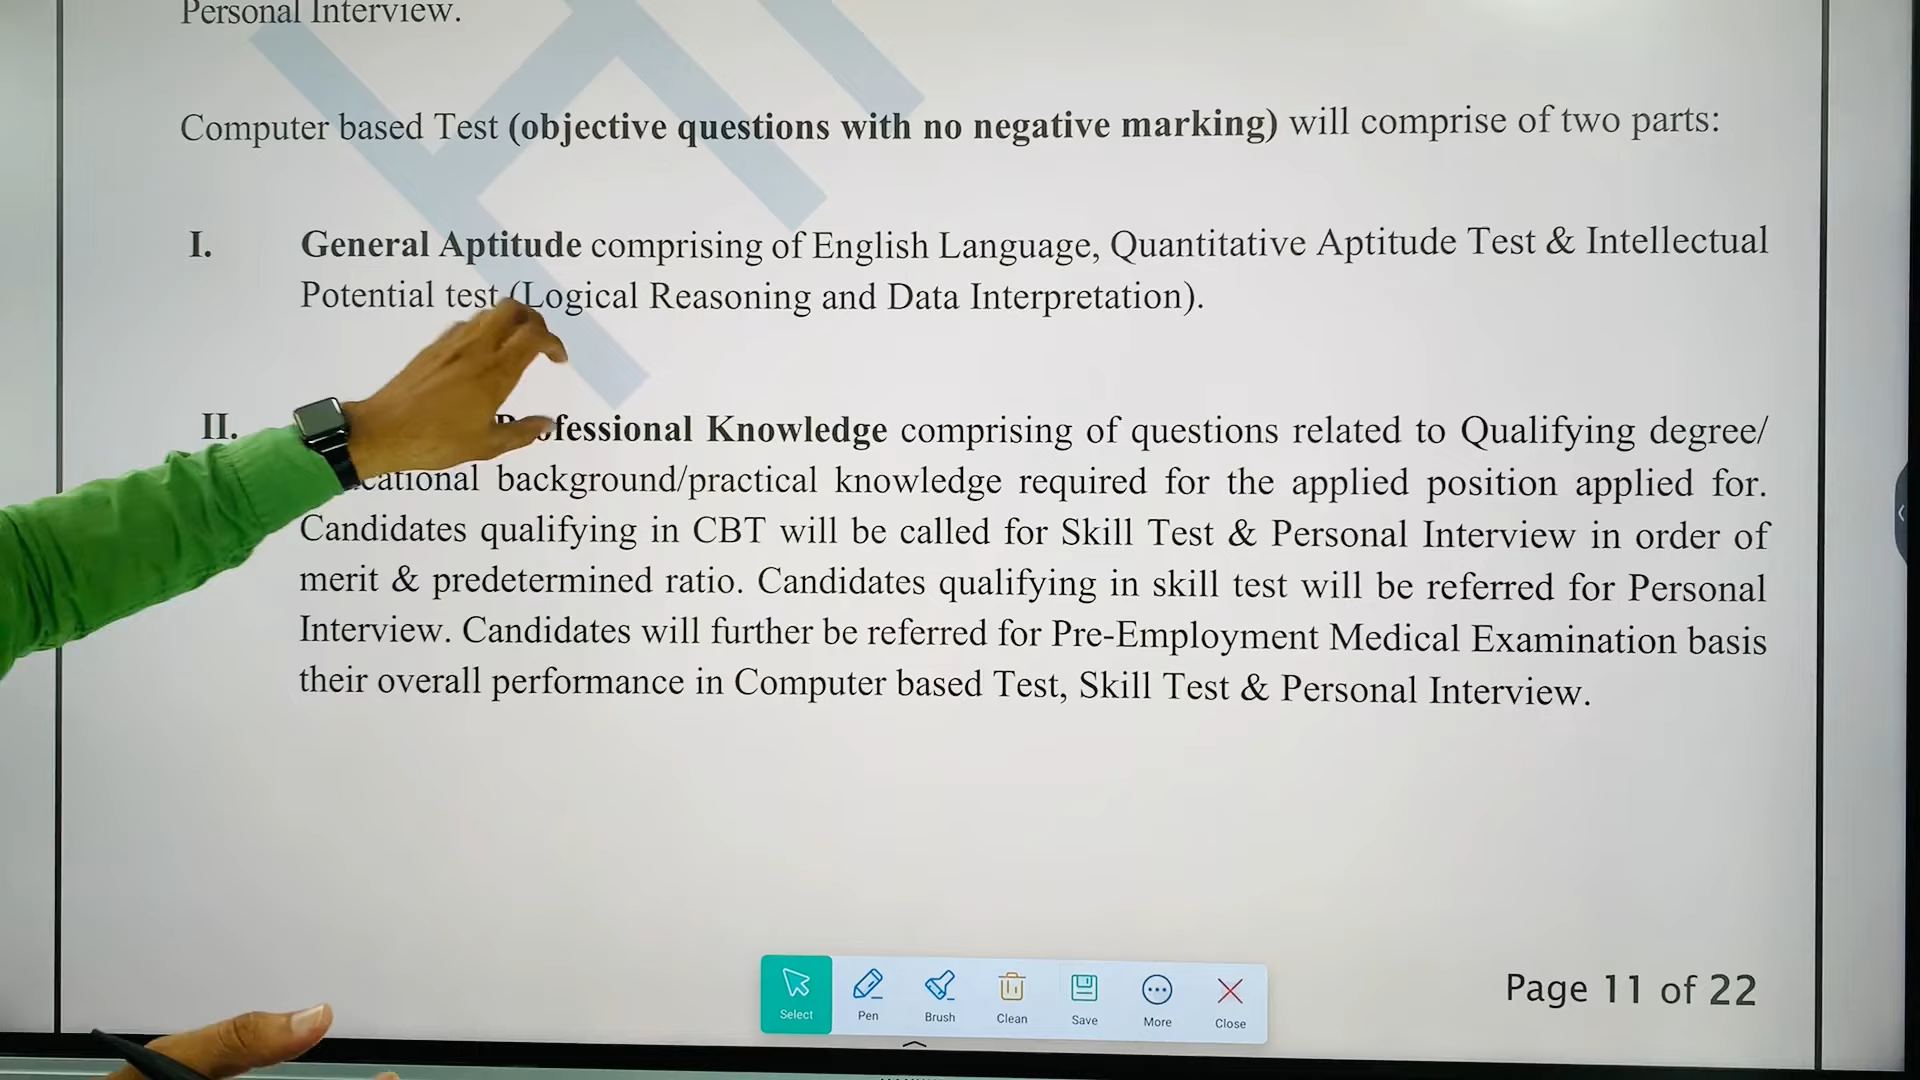 Personal Interview.
Computer based Test (objective questions with no negative marking) will comprise of two parts:
I. General Aptitude comprising of English Language, Quantitative Aptitude Test & Intellectual
Potential test (Logical Reasoning and Data Interpretation).
II. Professional Knowledge comprising of questions related to Qualifying degree/
background/practical knowledge required for the applied position applied for.
Candidates qualifying in CBT will be called for Skill Test & Personal Interview in order of
merit & predetermined ratio. Candidates qualifying in skill test will be referred for Personal
Interview. Candidates will further be referred for Pre-Employment Medical Examination basis
their overall performance in Computer based Test, Skill Test & Personal Interview.
Page 11 of 22
Select Pen Brush Clean Save More Close